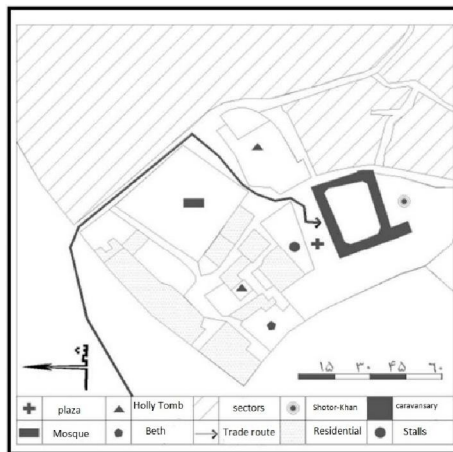 ۱۵ ۳۰ ۴۵ ۶۰
plaza Holly Tomb sectors Shotor-Khan caravansary
Mosque Beth Trade route Residential Stalls